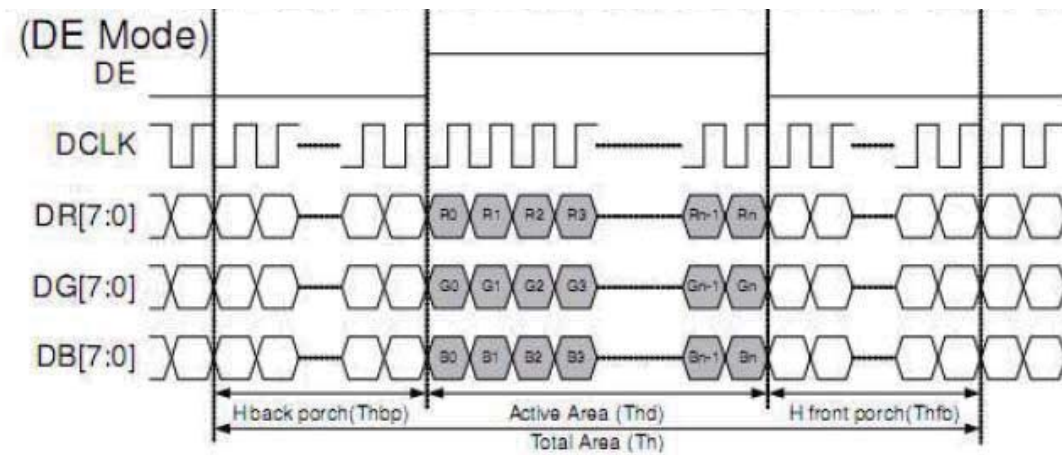 (DE Mode)
DE
DCLK
DR[7:0] R0 R1 R2 R3 Rn-1 Rn
DG[7:0] G0 G1 G2 G3 Gn-1 Gn
DB[7:0] B0 B1 B2 B3 Bn-1 Bn
H back porch(Thbp) Active Area (Thd) H front porch(Thfb)
Total Area (Th)